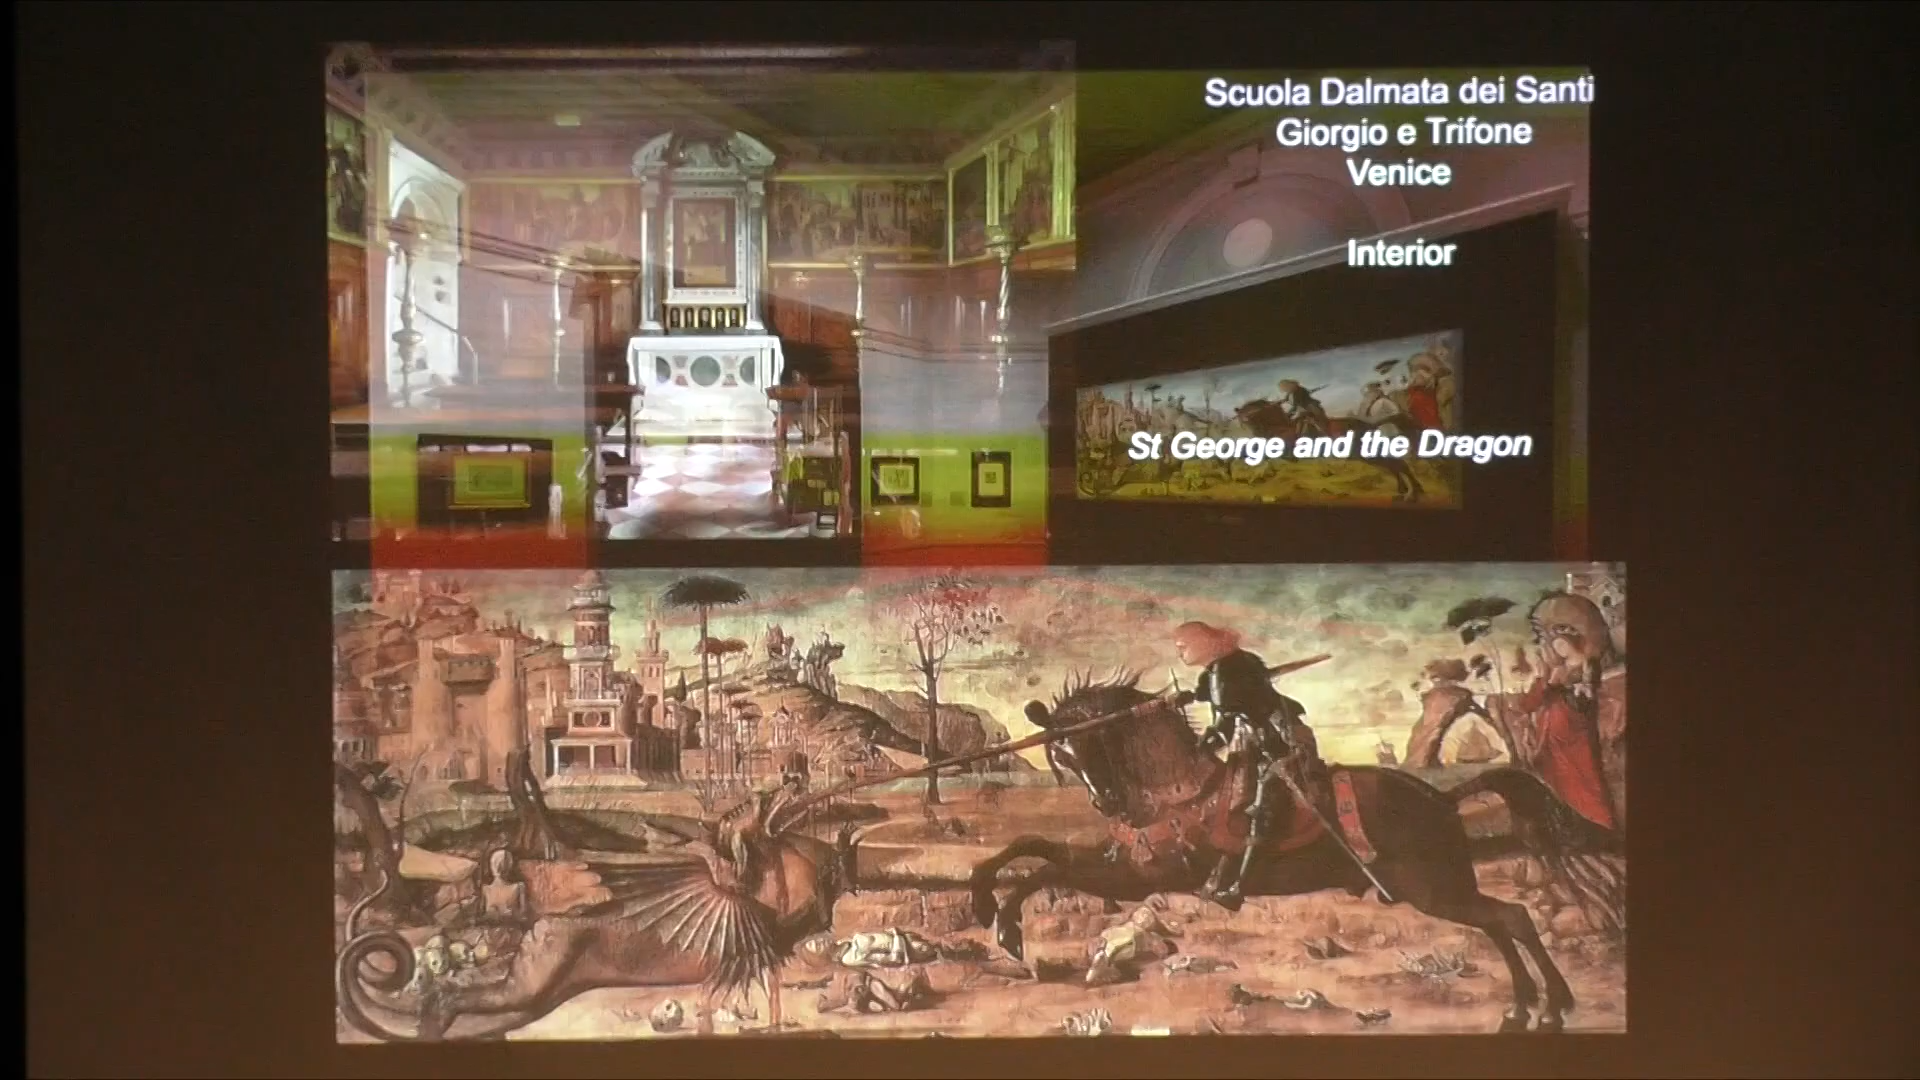 Scuola Dalmata dei Santi
Giorgio e Trifone
Venice
Interior
St George and the Dragon